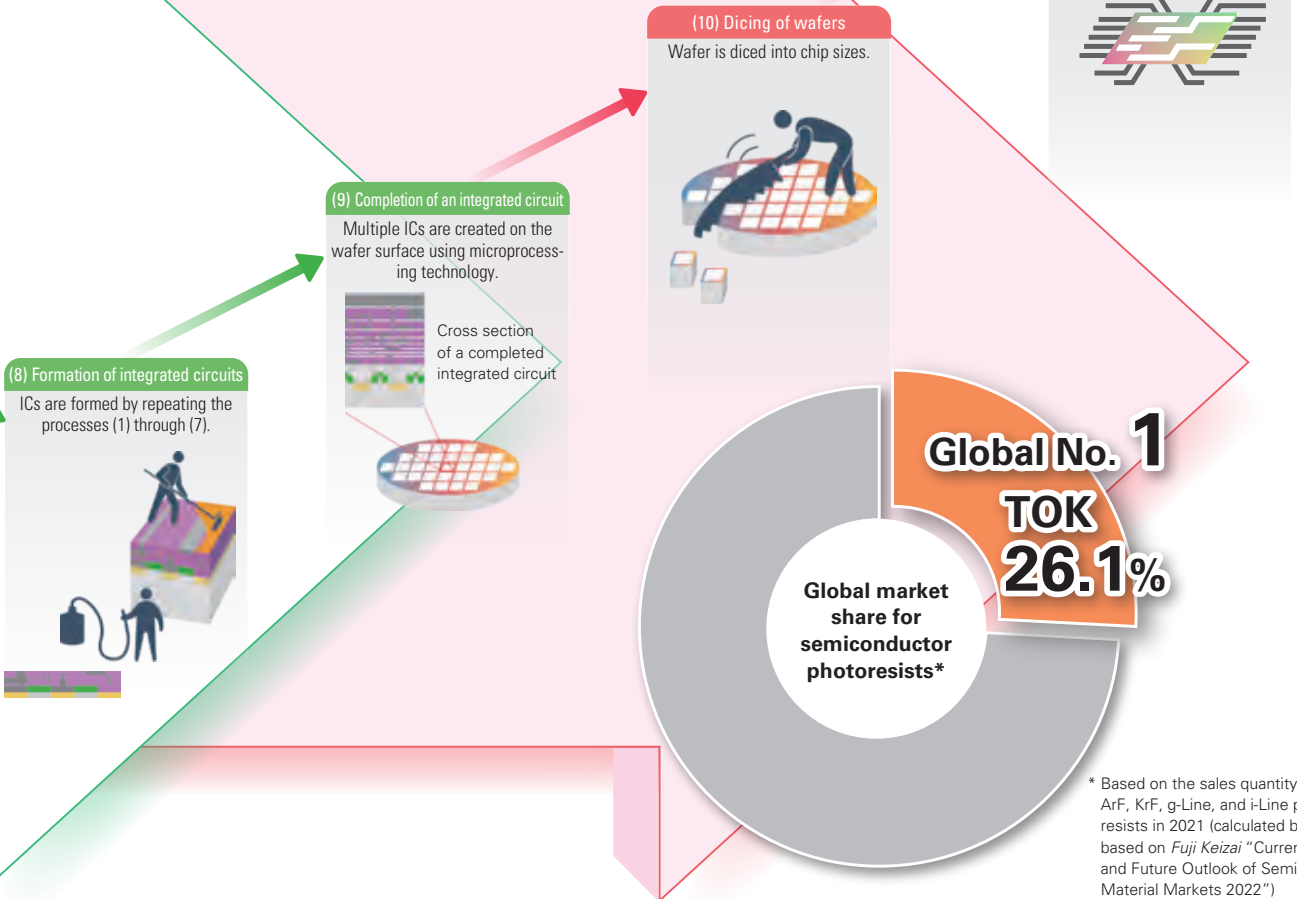 (10) Dicing of wafers
Wafer is diced into chip sizes.
(9) Completion of an integrated circuit
Multiple ICs are created on the
wafer surface using microprocess-
ing technology.
Cross section
of a completed
integrated circuit
(8) Formation of integrated circuits
ICs are formed by repeating the
processes (1) through (7).
Global No. 1
TOK
26.1%
Global market
share for
semiconductor
photoresists*
* Based on the sales quantity
ArF, KrF, g-Line, and i-Line p
resists in 2021 (calculated b
based on Fuji Keizai “Curren
and Future Outlook of Semi
Material Markets 2022”)